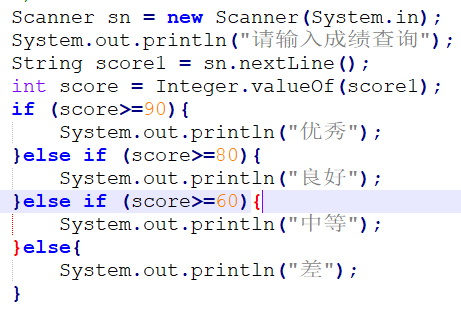 Scanner sn = new Scanner(System.in);
System.out.println("请输入成绩查询");
String score1 = sn.nextLine();
int score = Integer.valueOf(score1);
if (score>=90){
    System.out.println("优秀");
}else if (score>=80){
    System.out.println("良好");
}else if (score>=60){
    System.out.println("中等");
}else{
    System.out.println("差");
}